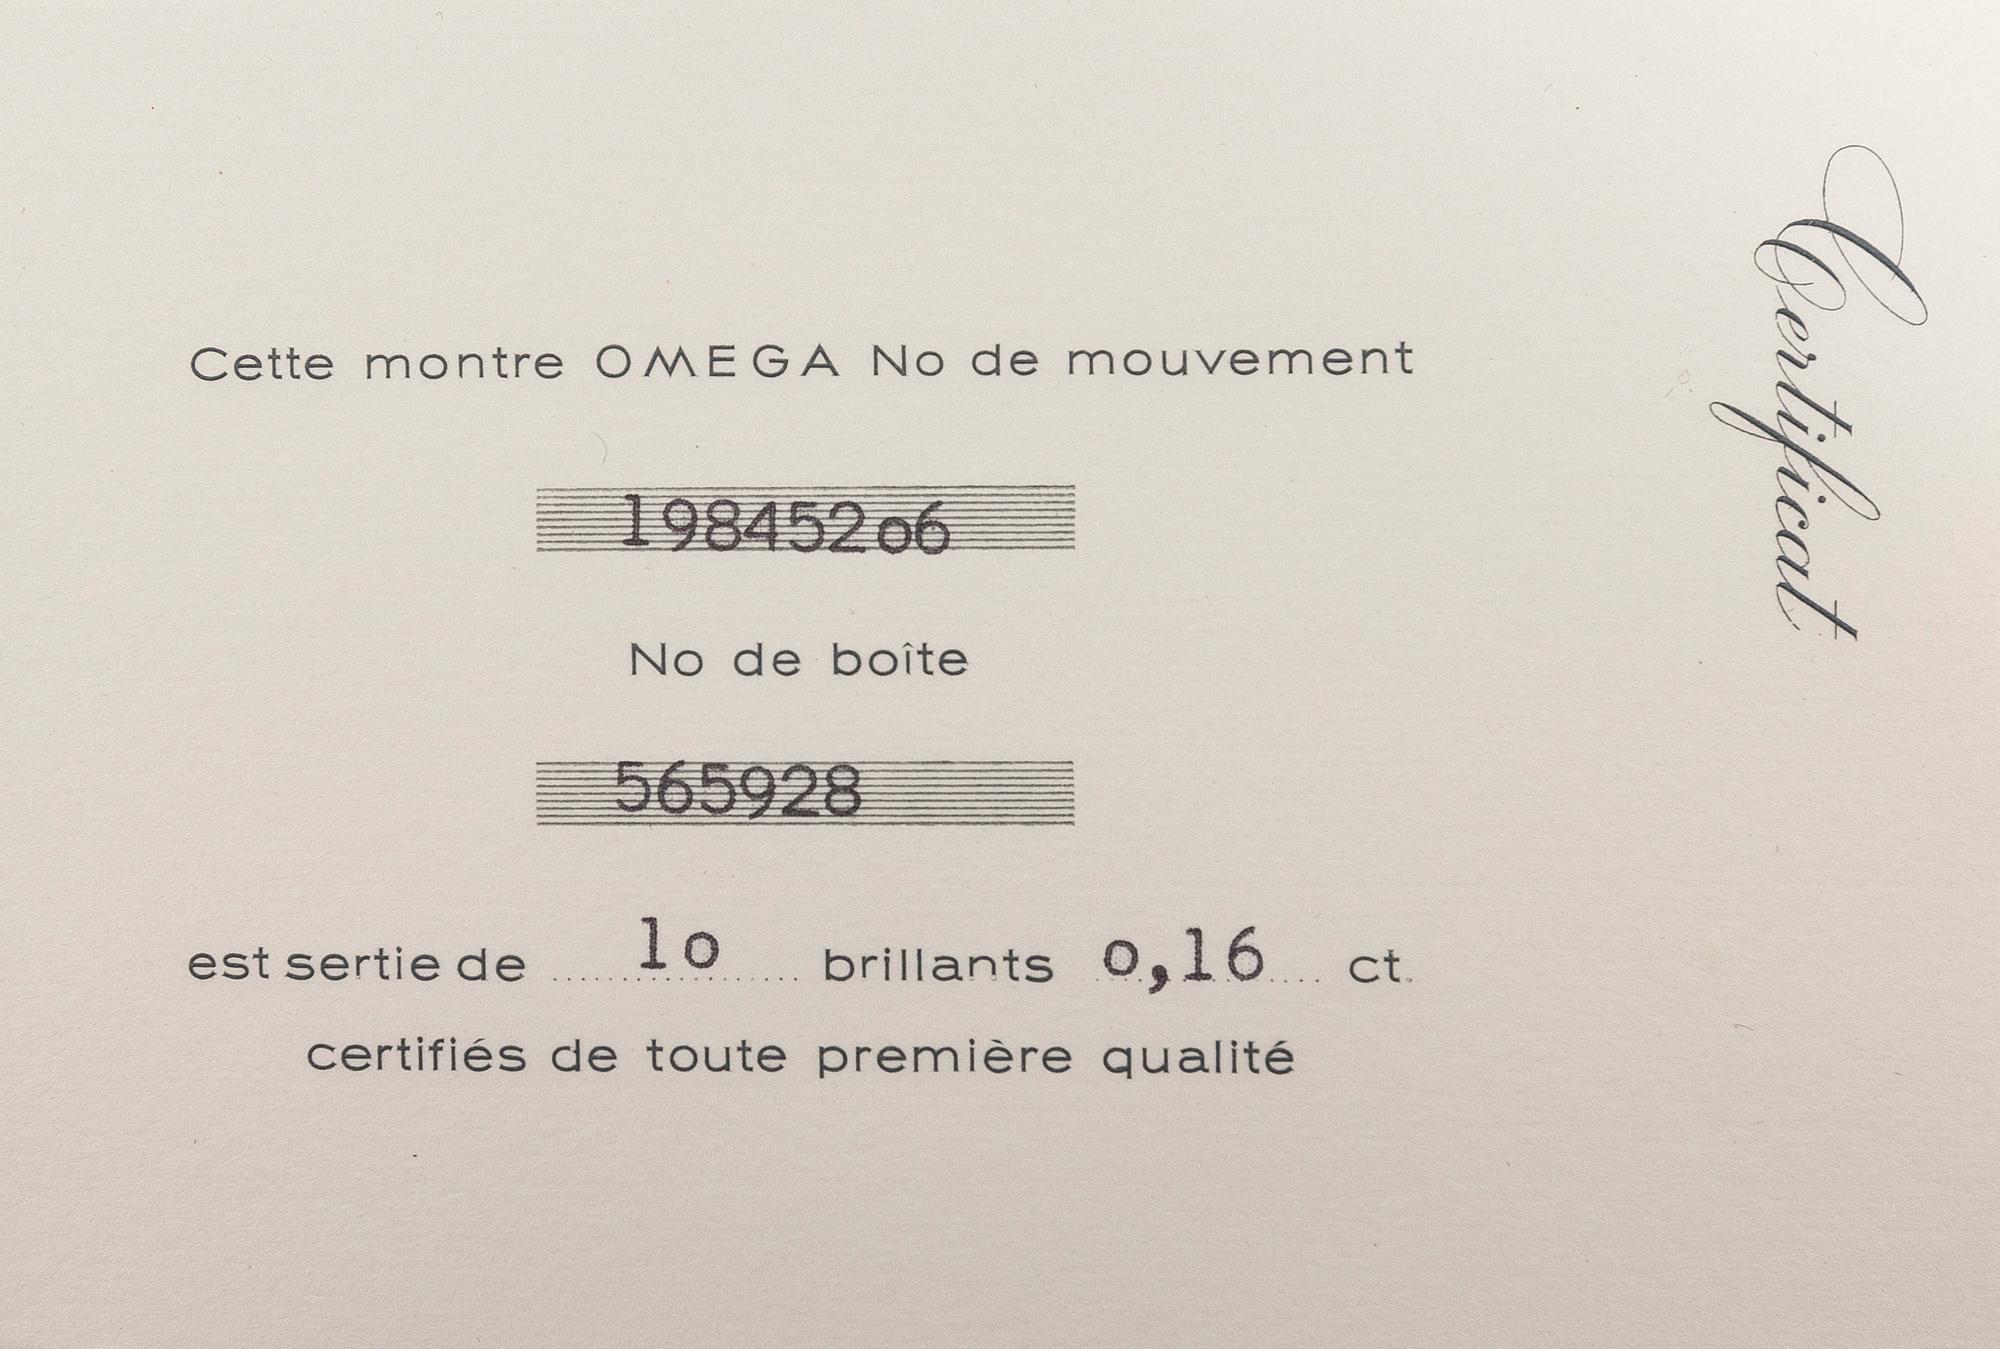 Certificat
Cette montre OMEGA No de mouvement
19845206
No de boîte
565928
est sertie de 10 brillants 0,16 ct.
certifiés de toute première qualité